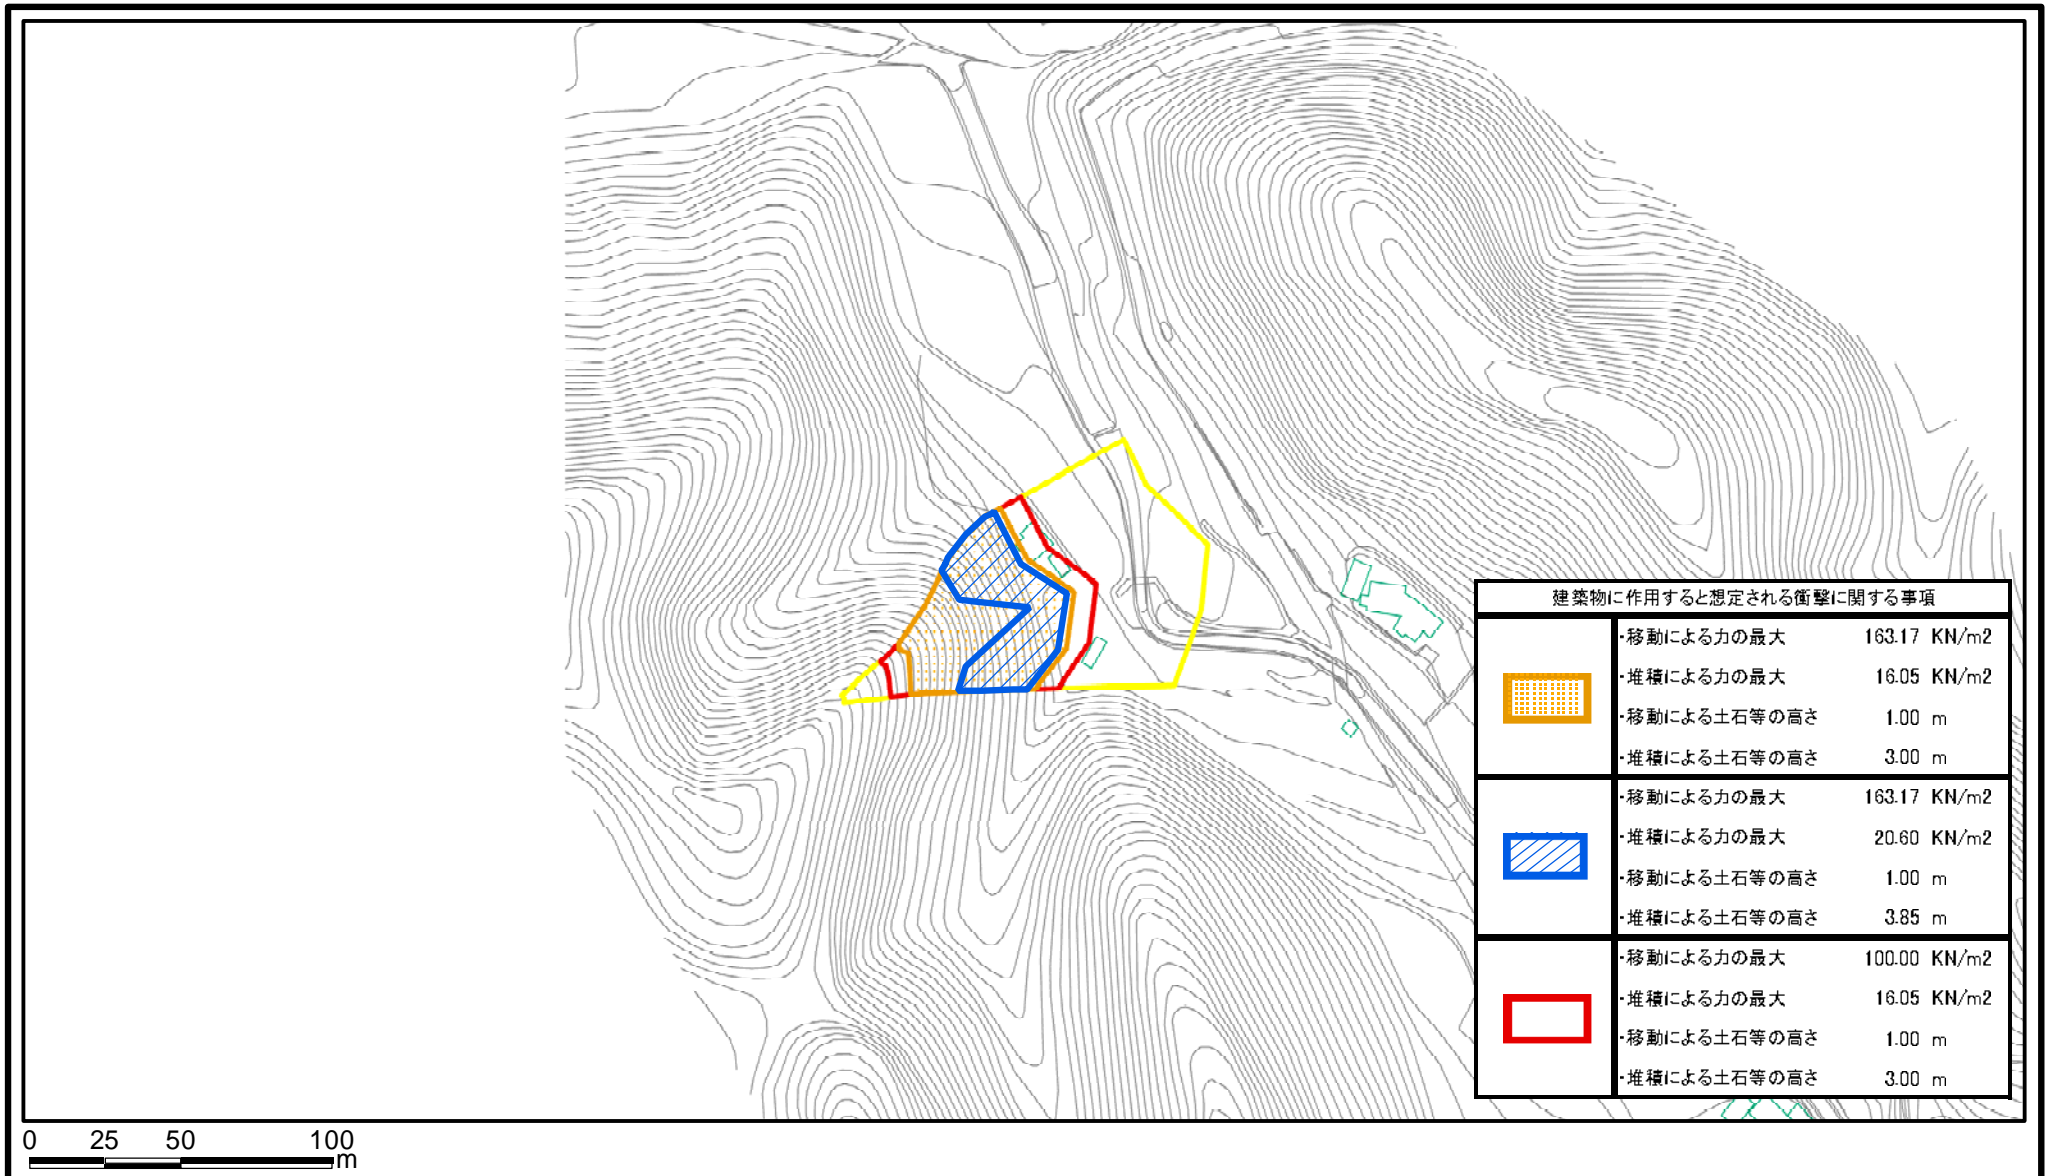 建築物に作用すると想定される衝撃に関する事項
・移動による力の最大 163.17 KN/m2
・堆積による力の最大 16.05 KN/m2
・移動による土石等の高さ 1.00 m
・堆積による土石等の高さ 3.00 m
・移動による力の最大 163.17 KN/m2
・堆積による力の最大 20.60 KN/m2
・移動による土石等の高さ 1.00 m
・堆積による土石等の高さ 3.85 m
・移動による力の最大 100.00 KN/m2
・堆積による力の最大 16.05 KN/m2
・移動による土石等の高さ 1.00 m
・堆積による土石等の高さ 3.00 m
0 25 50 100
m